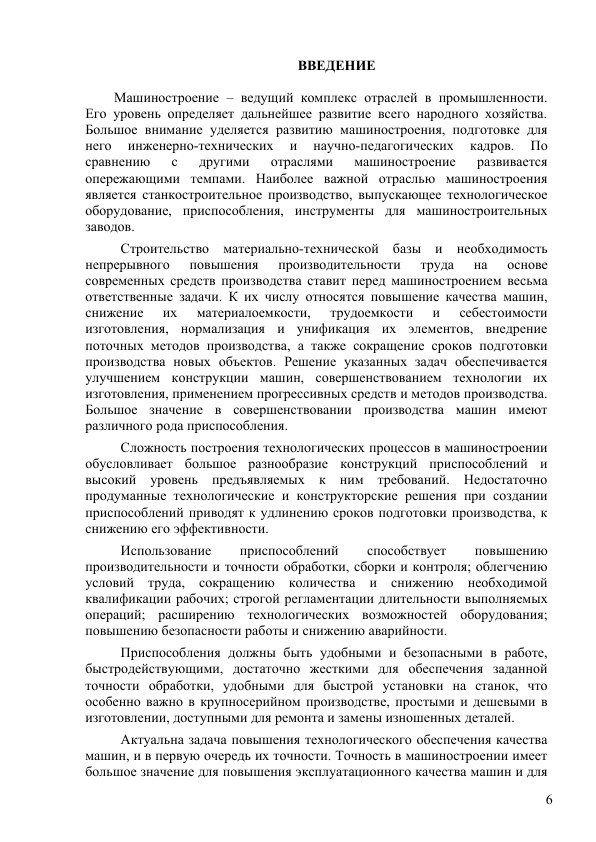 ВВЕДЕНИЕ
Машиностроение – ведущий комплекс отраслей в промышленности.
Его уровень определяет дальнейшее развитие всего народного хозяйства.
Большое внимание уделяется развитию машиностроения, подготовке для
него инженерно-технических и научно-педагогических кадров. По
сравнению с другими отраслями машиностроение развивается
опережающими темпами. Наиболее важной отраслью машиностроения
является станкостроительное производство, выпускающее технологическое
оборудование, приспособления, инструменты для машиностроительных
заводов.
Строительство материально-технической базы и необходимость
непрерывного повышения производительности труда на основе
современных средств производства ставит перед машиностроением весьма
ответственные задачи. К их числу относятся повышение качества машин,
снижение их материалоемкости, трудоемкости и себестоимости
изготовления, нормализация и унификация их элементов, внедрение
поточных методов производства, а также сокращение сроков подготовки
производства новых объектов. Решение указанных задач обеспечивается
улучшением конструкции машин, совершенствованием технологии их
изготовления, применением прогрессивных средств и методов производства.
Большое значение в совершенствовании производства машин имеют
различного рода приспособления.
Сложность построения технологических процессов в машиностроении
обусловливает большое разнообразие конструкций приспособлений и
высокий уровень предъявляемых к ним требований. Недостаточно
продуманные технологические и конструкторские решения при создании
приспособлений приводят к удлинению сроков подготовки производства, к
снижению его эффективности.
Использование приспособлений способствует повышению
производительности и точности обработки, сборки и контроля; облегчению
условий труда, сокращению количества и снижению необходимой
квалификации рабочих; строгой регламентации длительности выполняемых
операций; расширению технологических возможностей оборудования;
повышению безопасности работы и снижению аварийности.
Приспособления должны быть удобными и безопасными в работе,
быстродействующими, достаточно жесткими для обеспечения заданной
точности обработки, удобными для быстрой установки на станок, что
особенно важно в крупносерийном производстве, простыми и дешевыми в
изготовлении, доступными для ремонта и замены изношенных деталей.
Актуальна задача повышения технологического обеспечения качества
машин, и в первую очередь их точности. Точность в машиностроении имеет
большое значение для повышения эксплуатационного качества машин и для
6